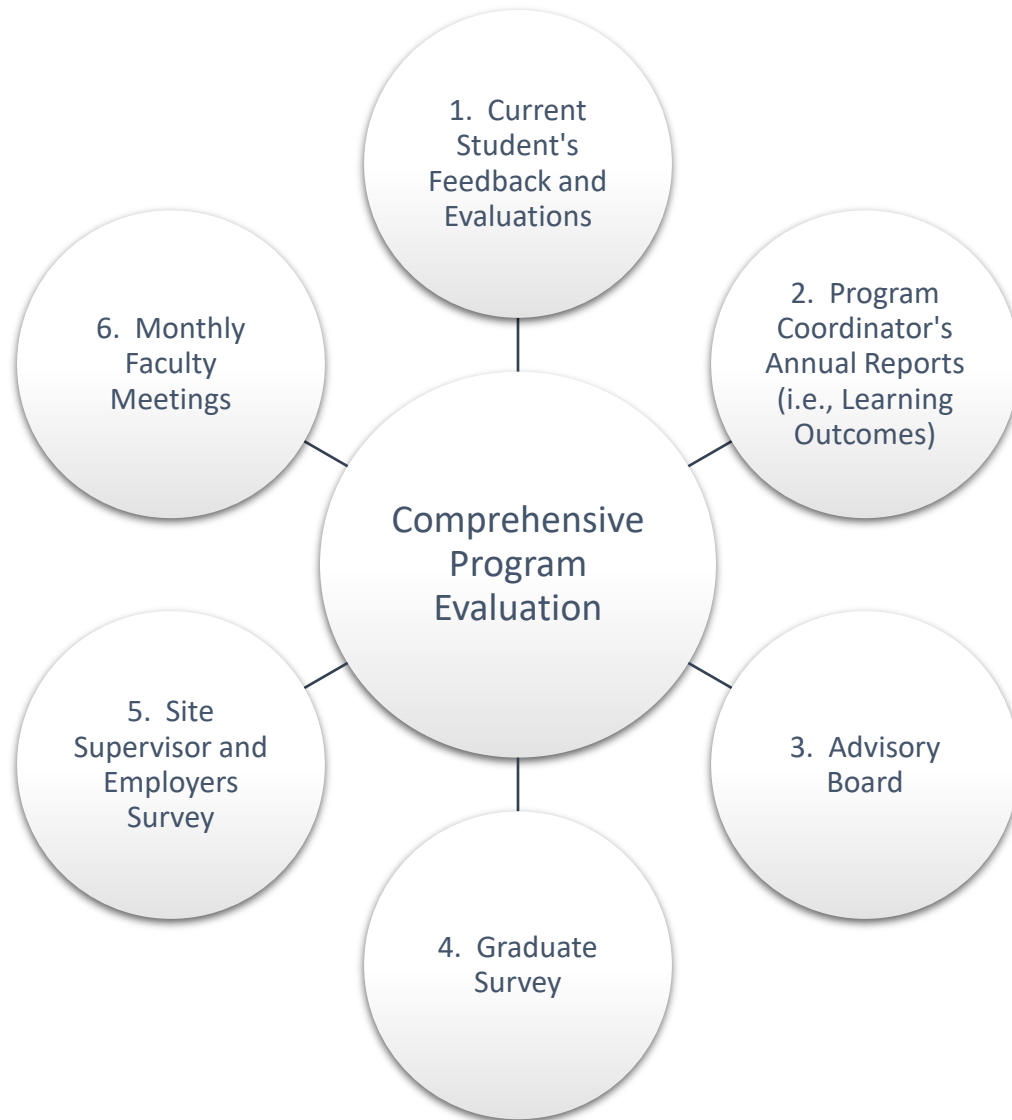 1. Current
Student's
Feedback and
Evaluations
2. Program
Coordinator's
Annual Reports
(i.e., Learning
Outcomes)
3. Advisory
Board
4. Graduate
Survey
5. Site
Supervisor and
Employers
Survey
6. Monthly
Faculty
Meetings
Comprehensive
Program
Evaluation